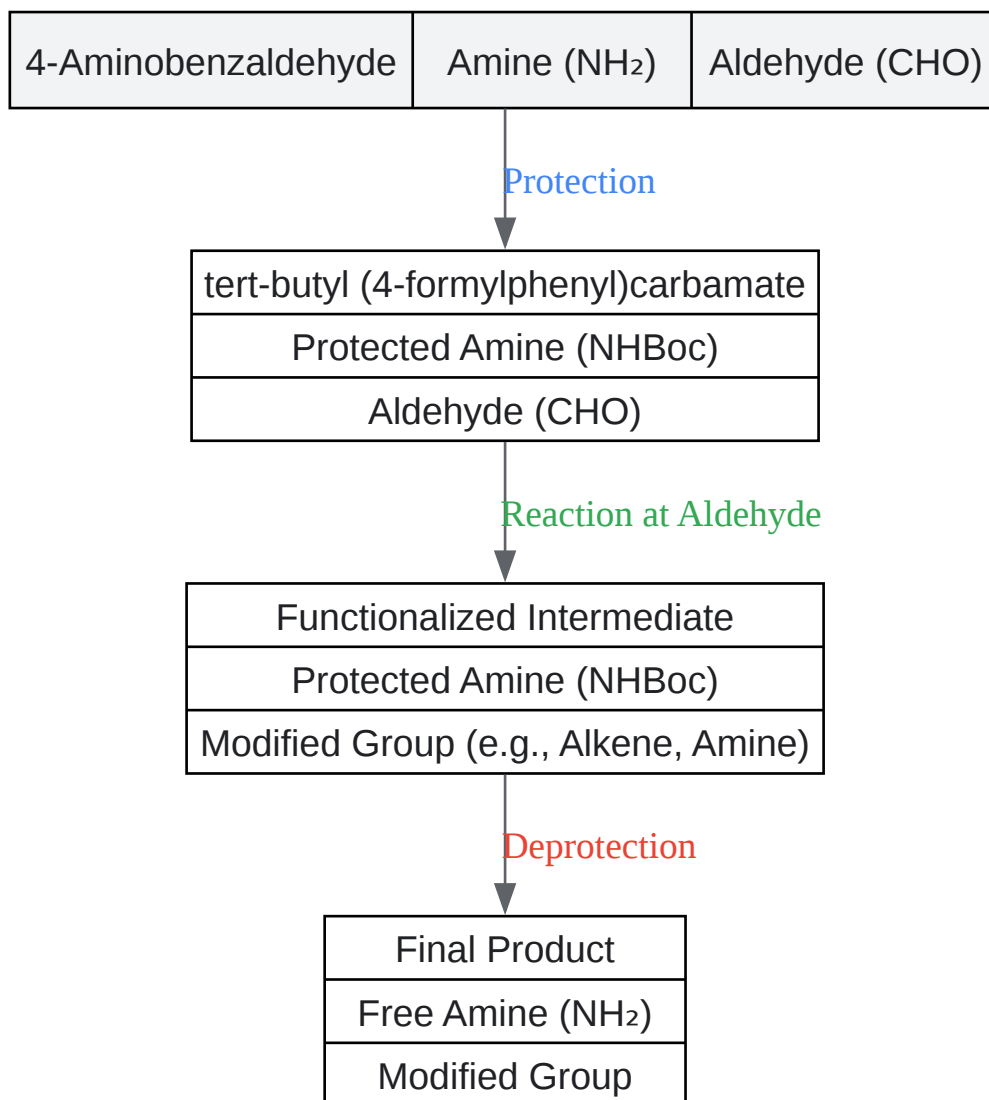 4-Aminobenzaldehyde Amine (NH₂) Aldehyde (CHO)
Protection
tert-butyl (4-formylphenyl)carbamate
Protected Amine (NHBoc)
Aldehyde (CHO)
Reaction at Aldehyde
Functionalized Intermediate
Protected Amine (NHBoc)
Modified Group (e.g., Alkene, Amine)
Deprotection
Final Product
Free Amine (NH₂)
Modified Group